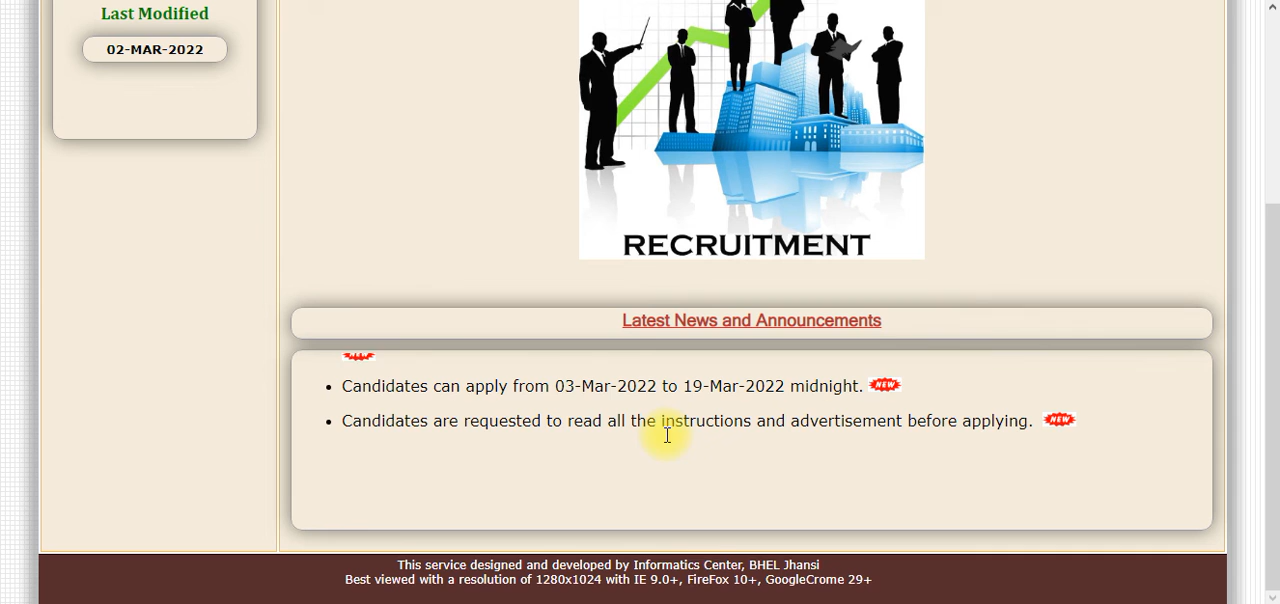 Last Modified
02-MAR-2022
RECRUITMENT
Latest News and Announcements
Candidates can apply from 03-Mar-2022 to 19-Mar-2022 midnight. NEW
Candidates are requested to read all the instructions and advertisement before applying. NEW
This service designed and developed by Informatics Center, BHEL Jhansi
Best viewed with a resolution of 1280x1024 with IE 9.0+, FireFox 10+, GoogleCrome 29+